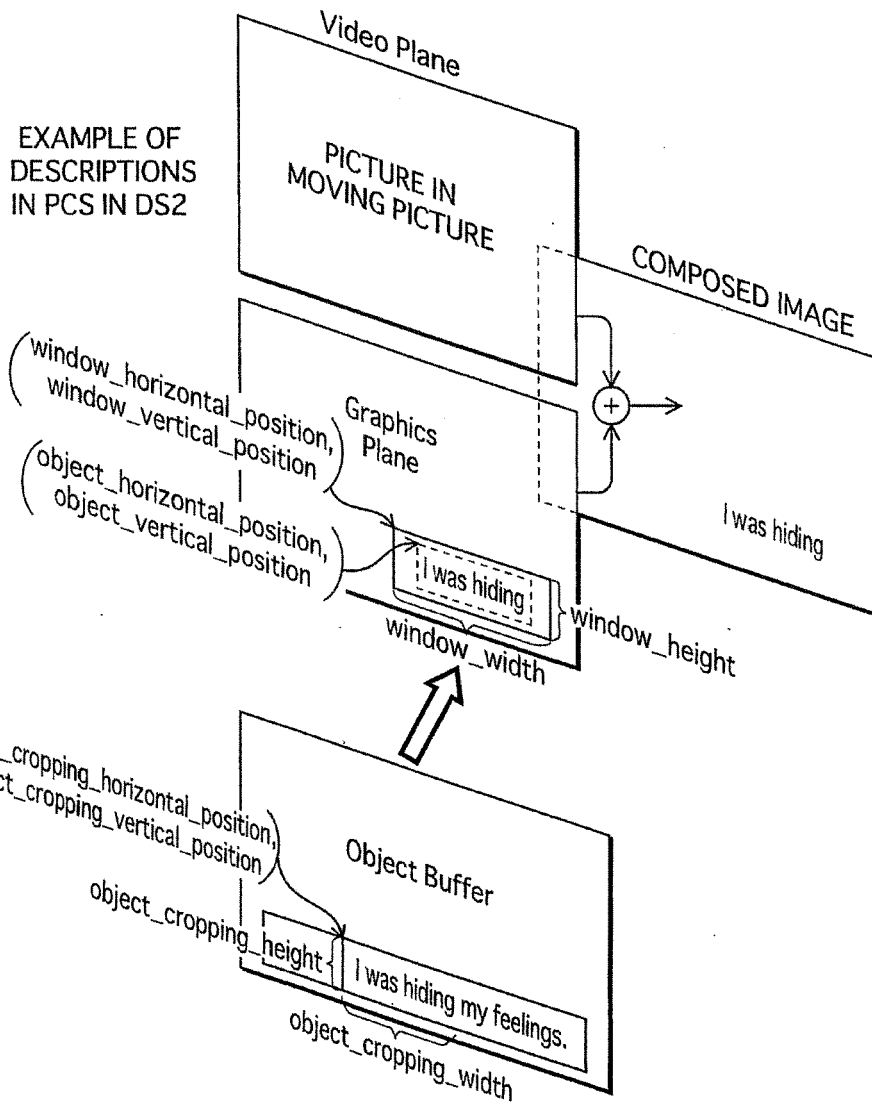 Video Plane
EXAMPLE OF
DESCRIPTIONS
IN PCS IN DS2
PICTURE IN
MOVING PICTURE
COMPOSED IMAGE
(window_horizontal_position,
window_vertical_position)
Graphics
Plane
(object_horizontal_position,
object_vertical_position)
+
I was hiding
I was hiding
window_height
window_width
_cropping_horizontal_position,
ct_cropping_vertical_position)
Object Buffer
object_cropping_height
I was hiding my feelings.
object_cropping_width